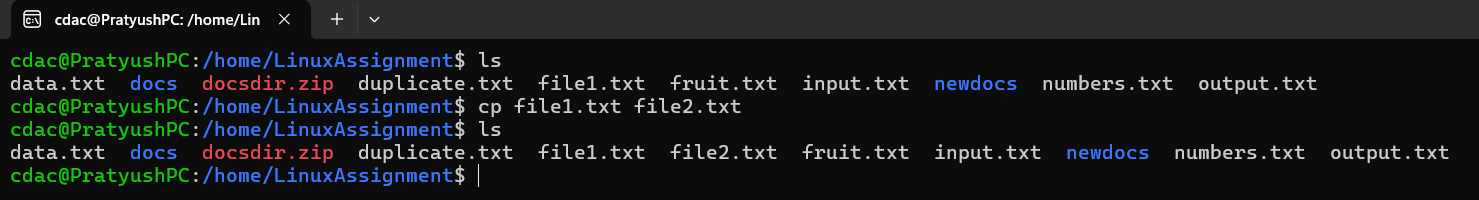 cdac@PratyushPC: /home/Lin
cdac@PratyushPC:/home/LinuxAssignment$ ls
data.txt  docs  docsdir.zip  duplicate.txt  file1.txt  fruit.txt  input.txt  newdocs  numbers.txt  output.txt
cdac@PratyushPC:/home/LinuxAssignment$ cp file1.txt file2.txt
cdac@PratyushPC:/home/LinuxAssignment$ ls
data.txt  docs  docsdir.zip  duplicate.txt  file1.txt  file2.txt  fruit.txt  input.txt  newdocs  numbers.txt  output.txt
cdac@PratyushPC:/home/LinuxAssignment$